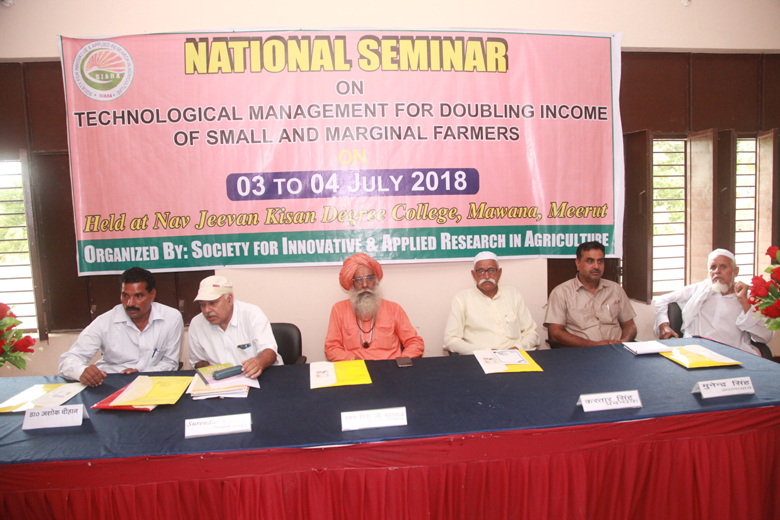 NATIONAL SEMINAR
ON
TECHNOLOGICAL MANAGEMENT FOR DOUBLING INCOME
OF SMALL AND MARGINAL FARMERS
ON
03 TO 04 JULY 2018
Held at Nav Jeevan Kisan Degree College, Mawana, Meerut
ORGANIZED BY: SOCIETY FOR INNOVATIVE & APPLIED RESEARCH IN AGRICULTURE
डा० अशोक चौहान
करतार सिंह
मुनेन्द्र सिंह